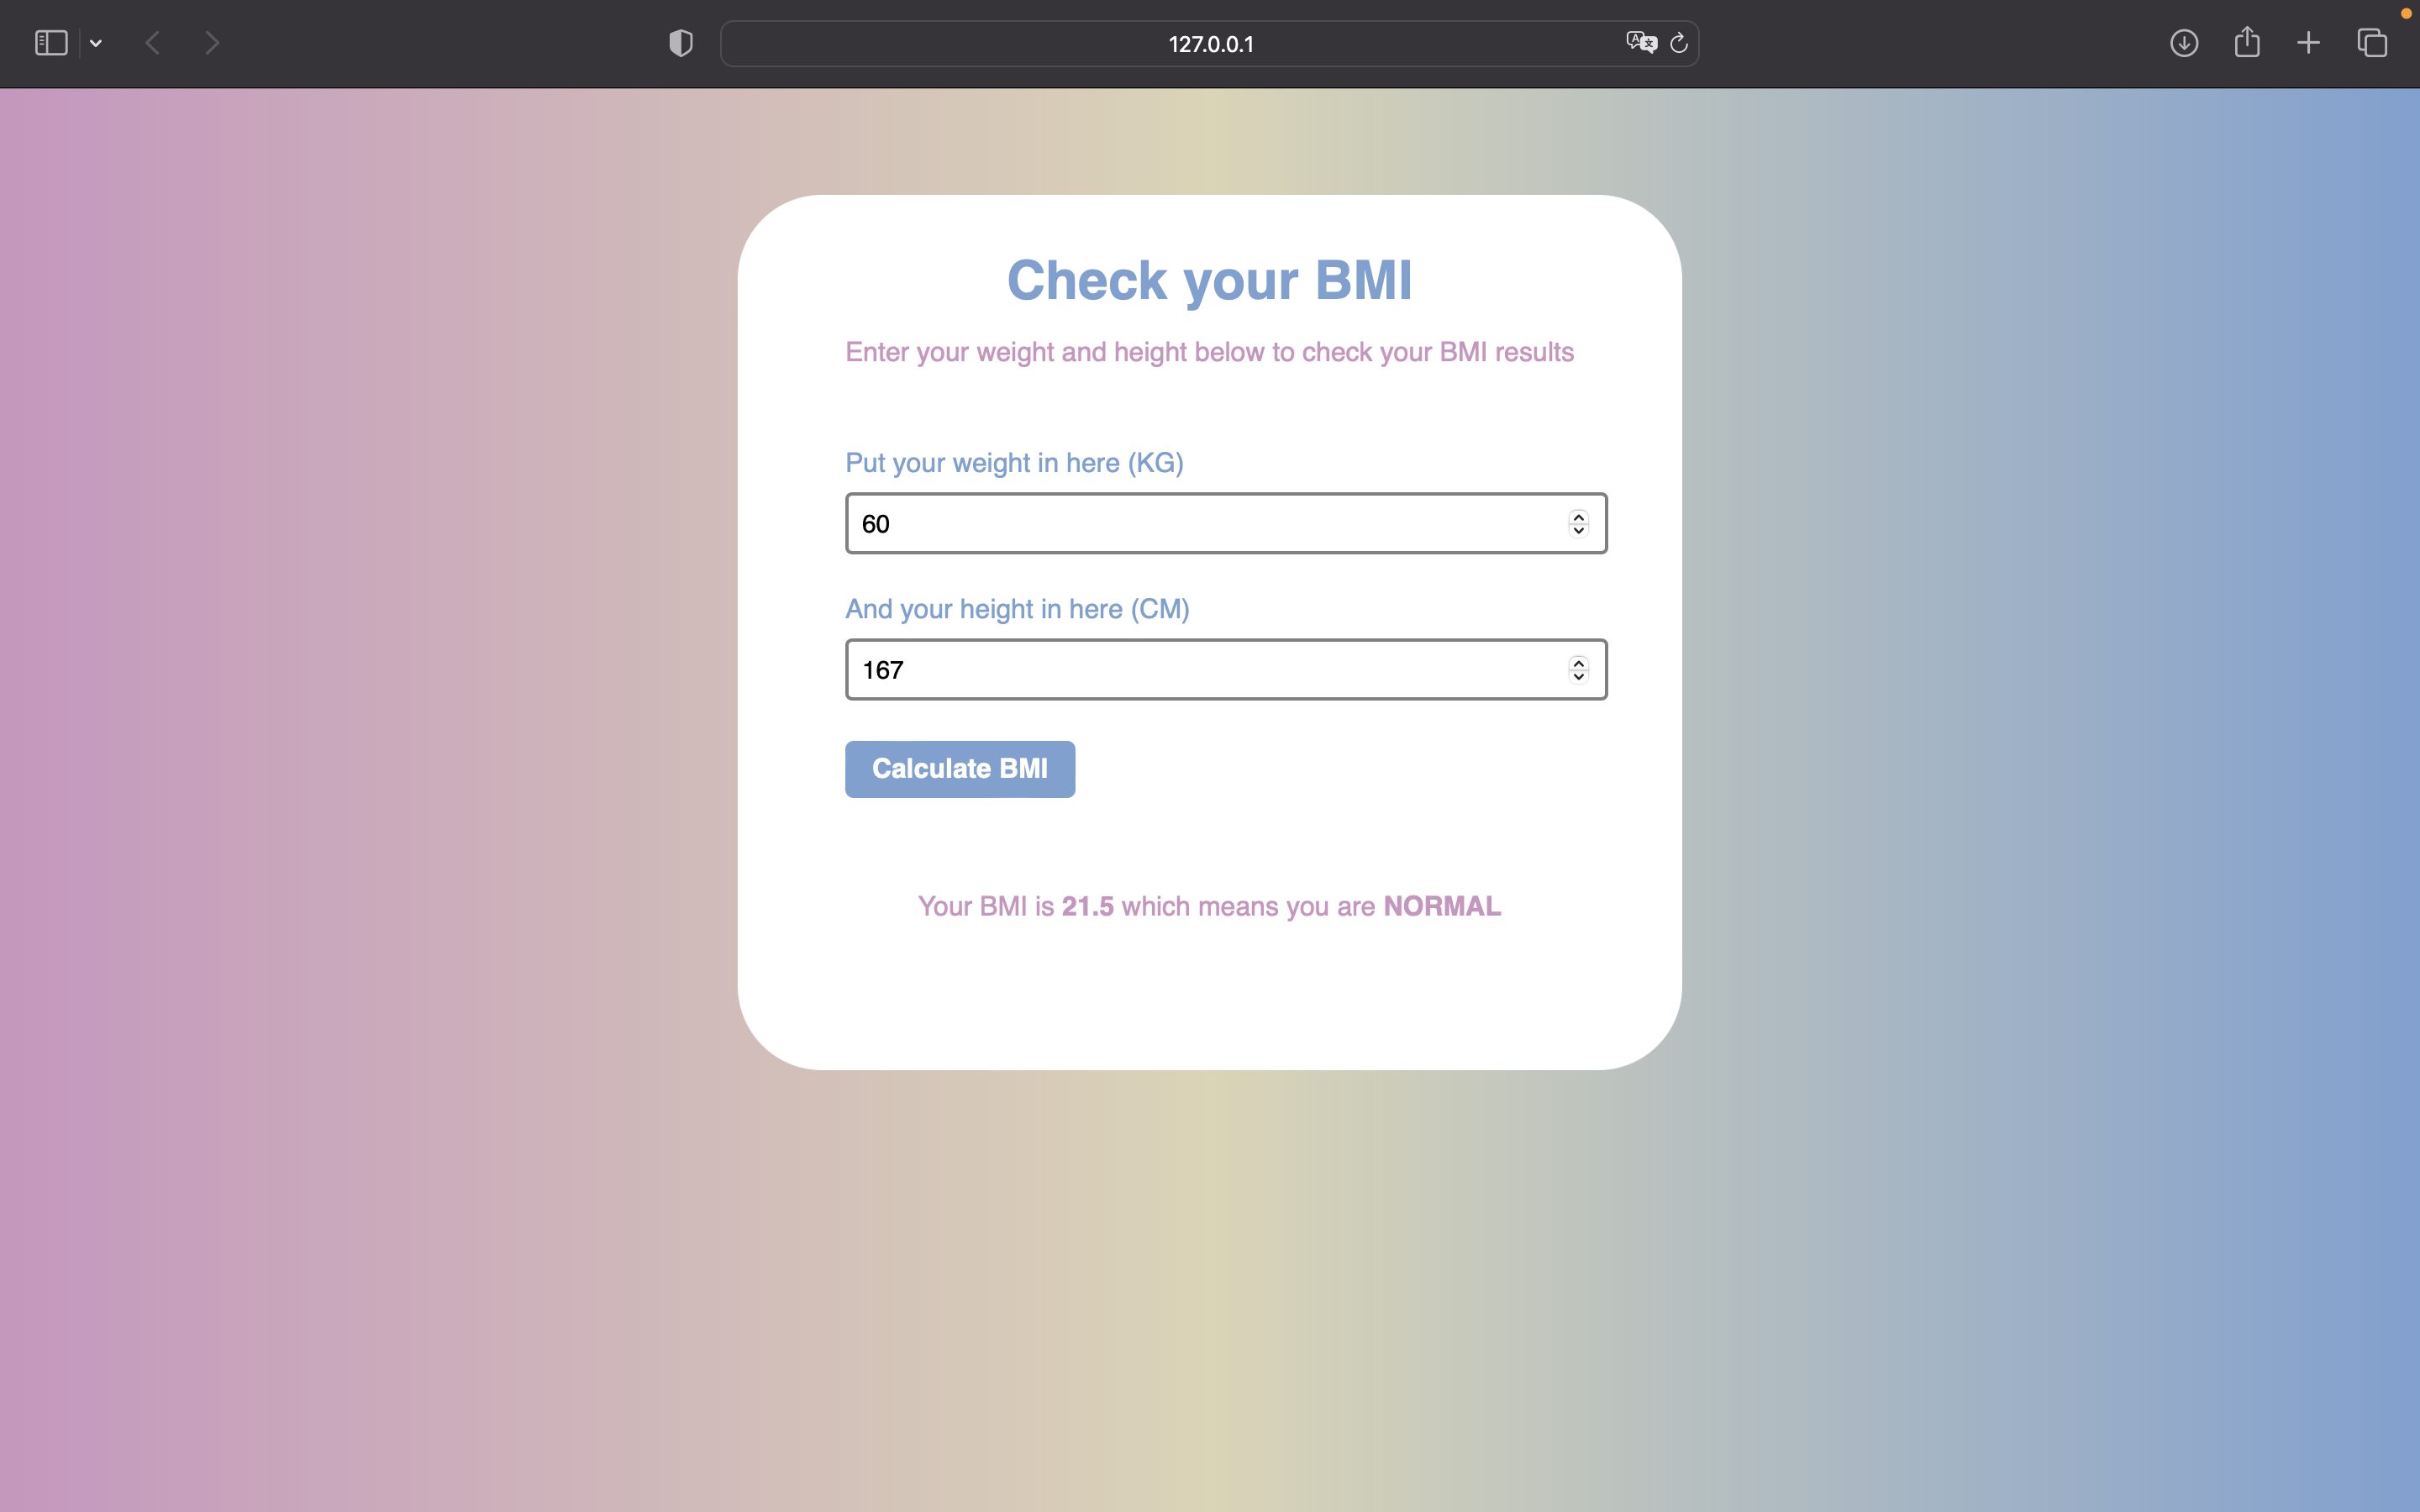 127.0.0.1
Check your BMI
Enter your weight and height below to check your BMI results
Put your weight in here (KG)
60
And your height in here (CM)
167
Calculate BMI
Your BMI is 21.5 which means you are NORMAL